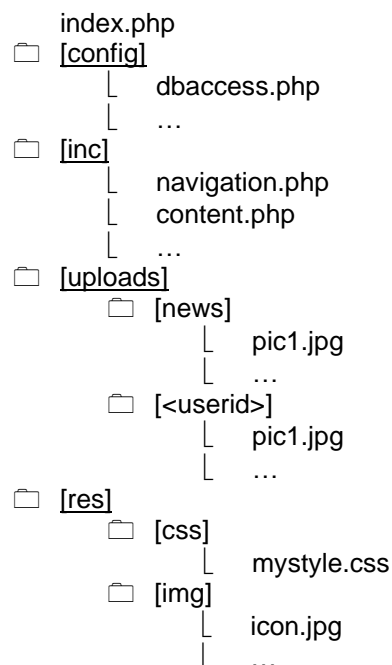 index.php
[config]
dbaccess.php
…
[inc]
navigation.php
content.php
…
[uploads]
[news]
pic1.jpg
…
[<userid>]
pic1.jpg
…
[res]
[css]
mystyle.css
[img]
icon.jpg
…